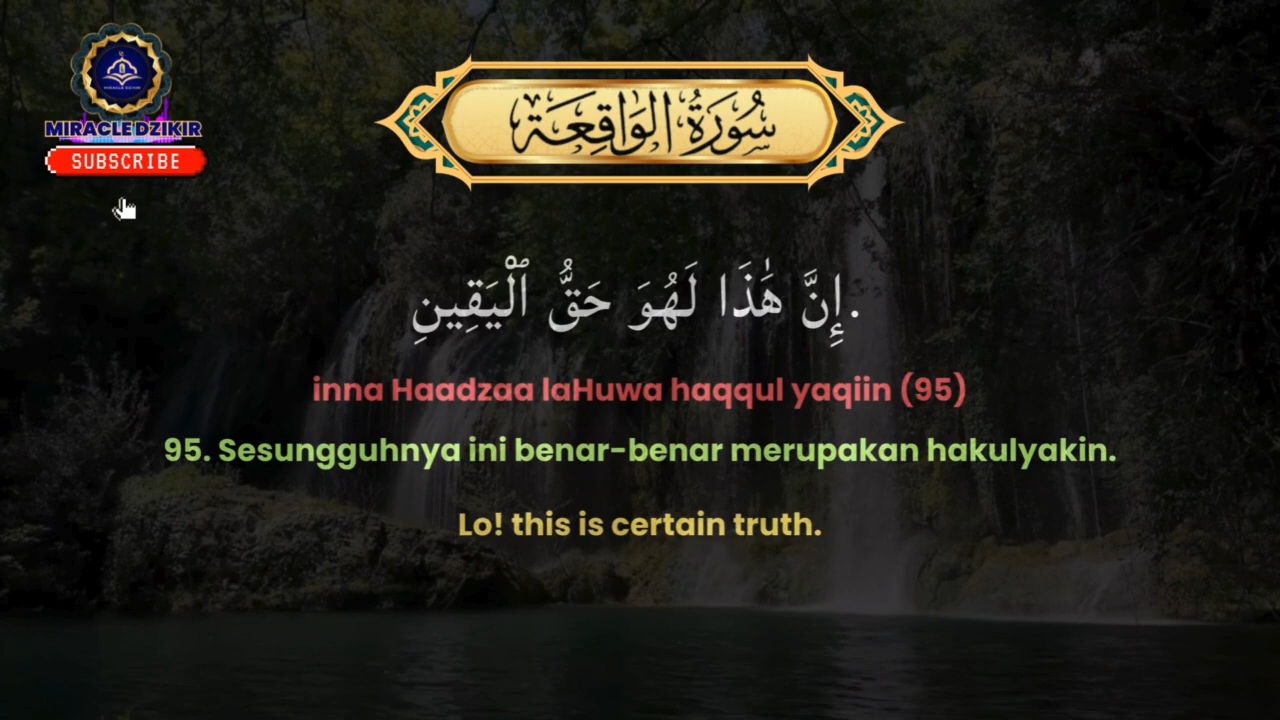 MIRACLE DZIKIR
SUBSCRIBE
سُورَةُ الوَاقِعَة
إِنَّ هَٰذَا لَهُوَ حَقُّ ٱلْيَقِينِ.
inna Haadzaa laHuwa haqqul yaqiin (95)
95. Sesungguhnya ini benar-benar merupakan hakulyakin.
Lo! this is certain truth.